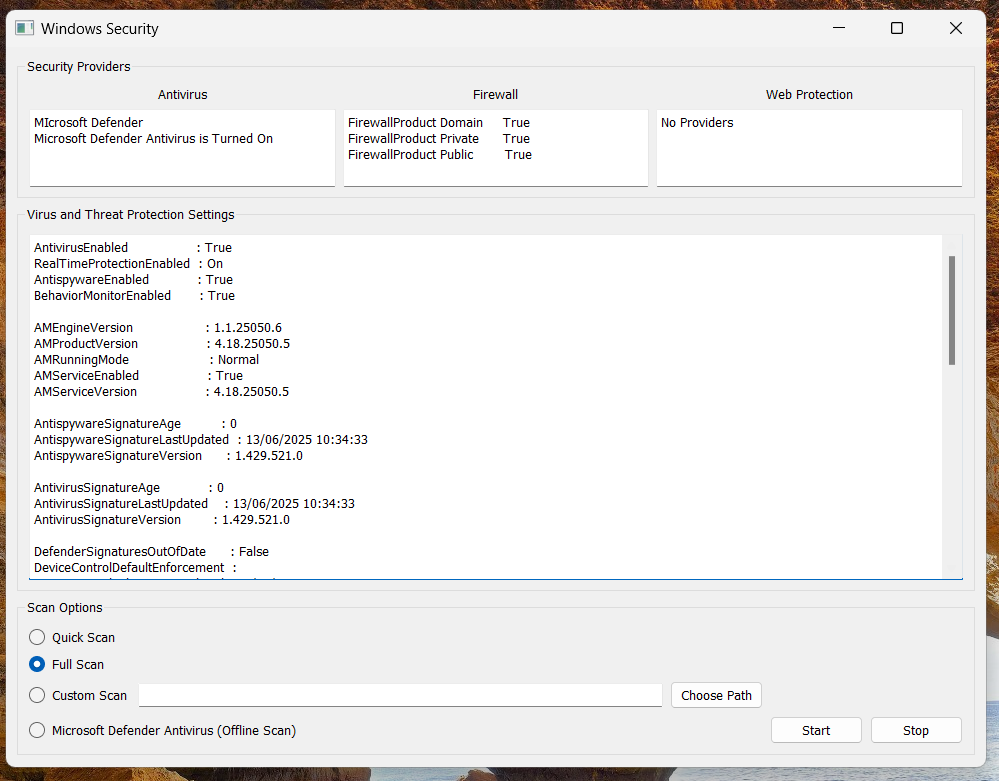 Windows Security
Security Providers
Antivirus
Firewall
Web Protection
MIcrosoft Defender
Microsoft Defender Antivirus is Turned On
FirewallProduct Domain True
FirewallProduct Private True
FirewallProduct Public True
No Providers
Virus and Threat Protection Settings
AntivirusEnabled : True
RealTimeProtectionEnabled : On
AntispywareEnabled : True
BehaviorMonitorEnabled : True
AMEngineVersion : 1.1.25050.6
AMProductVersion : 4.18.25050.5
AMRunningMode : Normal
AMServiceEnabled : True
AMServiceVersion : 4.18.25050.5
AntispywareSignatureAge : 0
AntispywareSignatureLastUpdated : 13/06/2025 10:34:33
AntispywareSignatureVersion : 1.429.521.0
AntivirusSignatureAge : 0
AntivirusSignatureLastUpdated : 13/06/2025 10:34:33
AntivirusSignatureVersion : 1.429.521.0
DefenderSignaturesOutOfDate : False
DeviceControlDefaultEnforcement :
Scan Options
Quick Scan
Full Scan
Custom Scan
Choose Path
Microsoft Defender Antivirus (Offline Scan)
Start
Stop